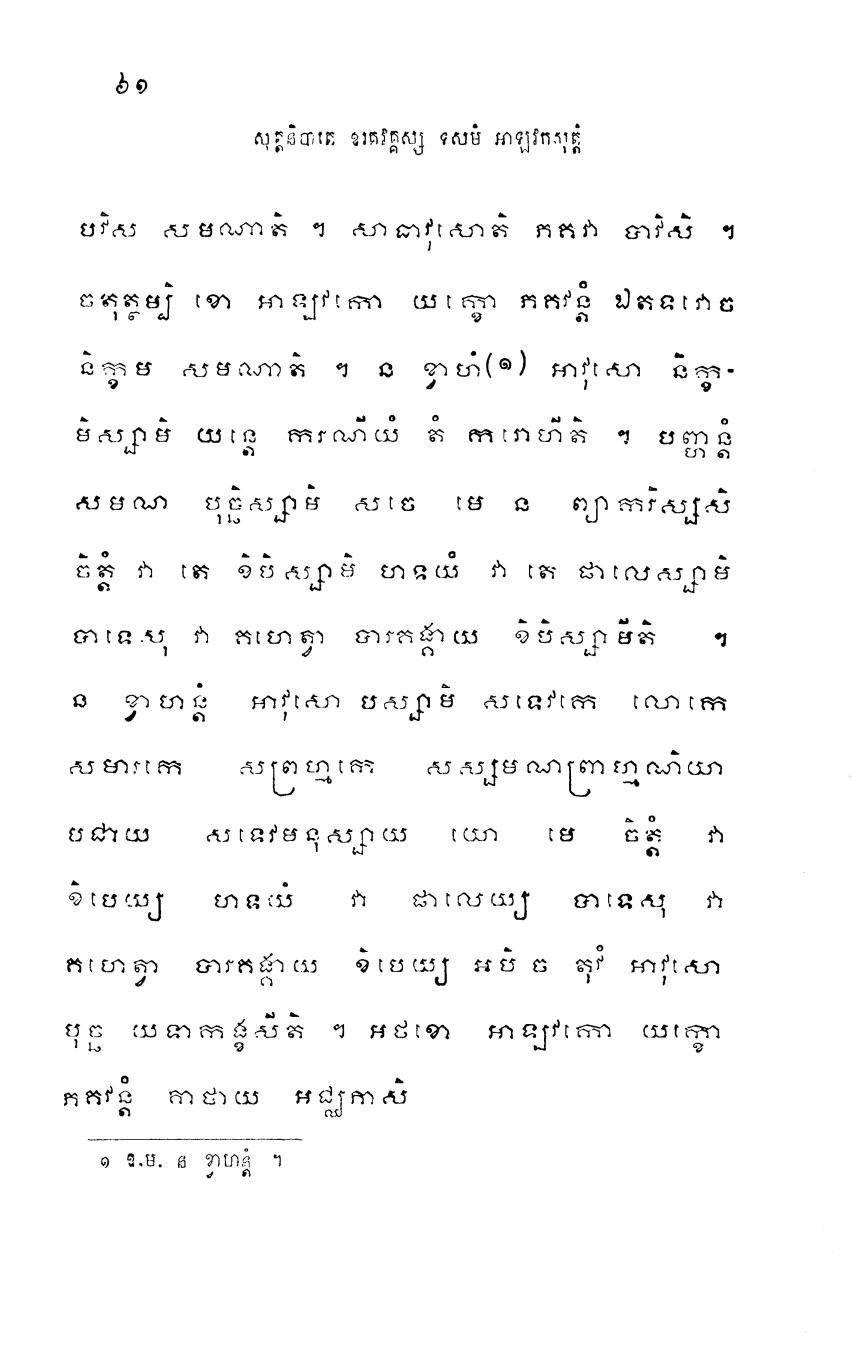 ៦១
សុត្តនិបាតេ ឧរគវគ្គស្ស ទសមំ អាឡវកសុត្តំ
បវិស សមណាតិ ។ សាធាវុសោតិ ភគវា បាវិសិ ។
ចតុត្ថម្បិ ខោ អាឡវកោ យក្ខោ ភគវន្តំ ឯតទវោច
និក្ខម សមណាតិ ។ ន ខ្វាហំ(១) អាវុសោ និក្ខ-
មិស្សាមិ យន្តេ ករណីយំ តំ ករោហីតិ ។ បញ្ហន្តំ
សមណ បុច្ឆិស្សាមិ សចេ មេ ន ព្យាករិស្សសិ
ចិត្តំ វា តេ ខិបិស្សាមិ ហទយំ វា តេ ផាលេស្សាមិ
បាទេសុ វា គហេត្វា បារគង្គាយ ខិបិស្សាមីតិ ។
ន ខ្វាហន្តំ អាវុសោ បស្សាមិ សទេវកេ លោកេ
សមារកេ សព្រហ្មកេ សស្សមណព្រាហ្មណិយា
បជាយ សទេវមនុស្សាយ យោ មេ ចិត្តំ វា
ខិបេយ្យ ហទយំ វា ផាលេយ្យ បាទេសុ វា
គហេត្វា បារគង្គាយ ខិបេយ្យ អបិ ច តុវំ អាវុសោ
បុច្ឆ យទាកង្ខសីតិ ។ អថខោ អាឡវកោ យក្ខោ
ភគវន្តំ គាថាយ អជ្ឈភាសិ
១ ឱ.ម. ន ខ្វាហន្តំ ។